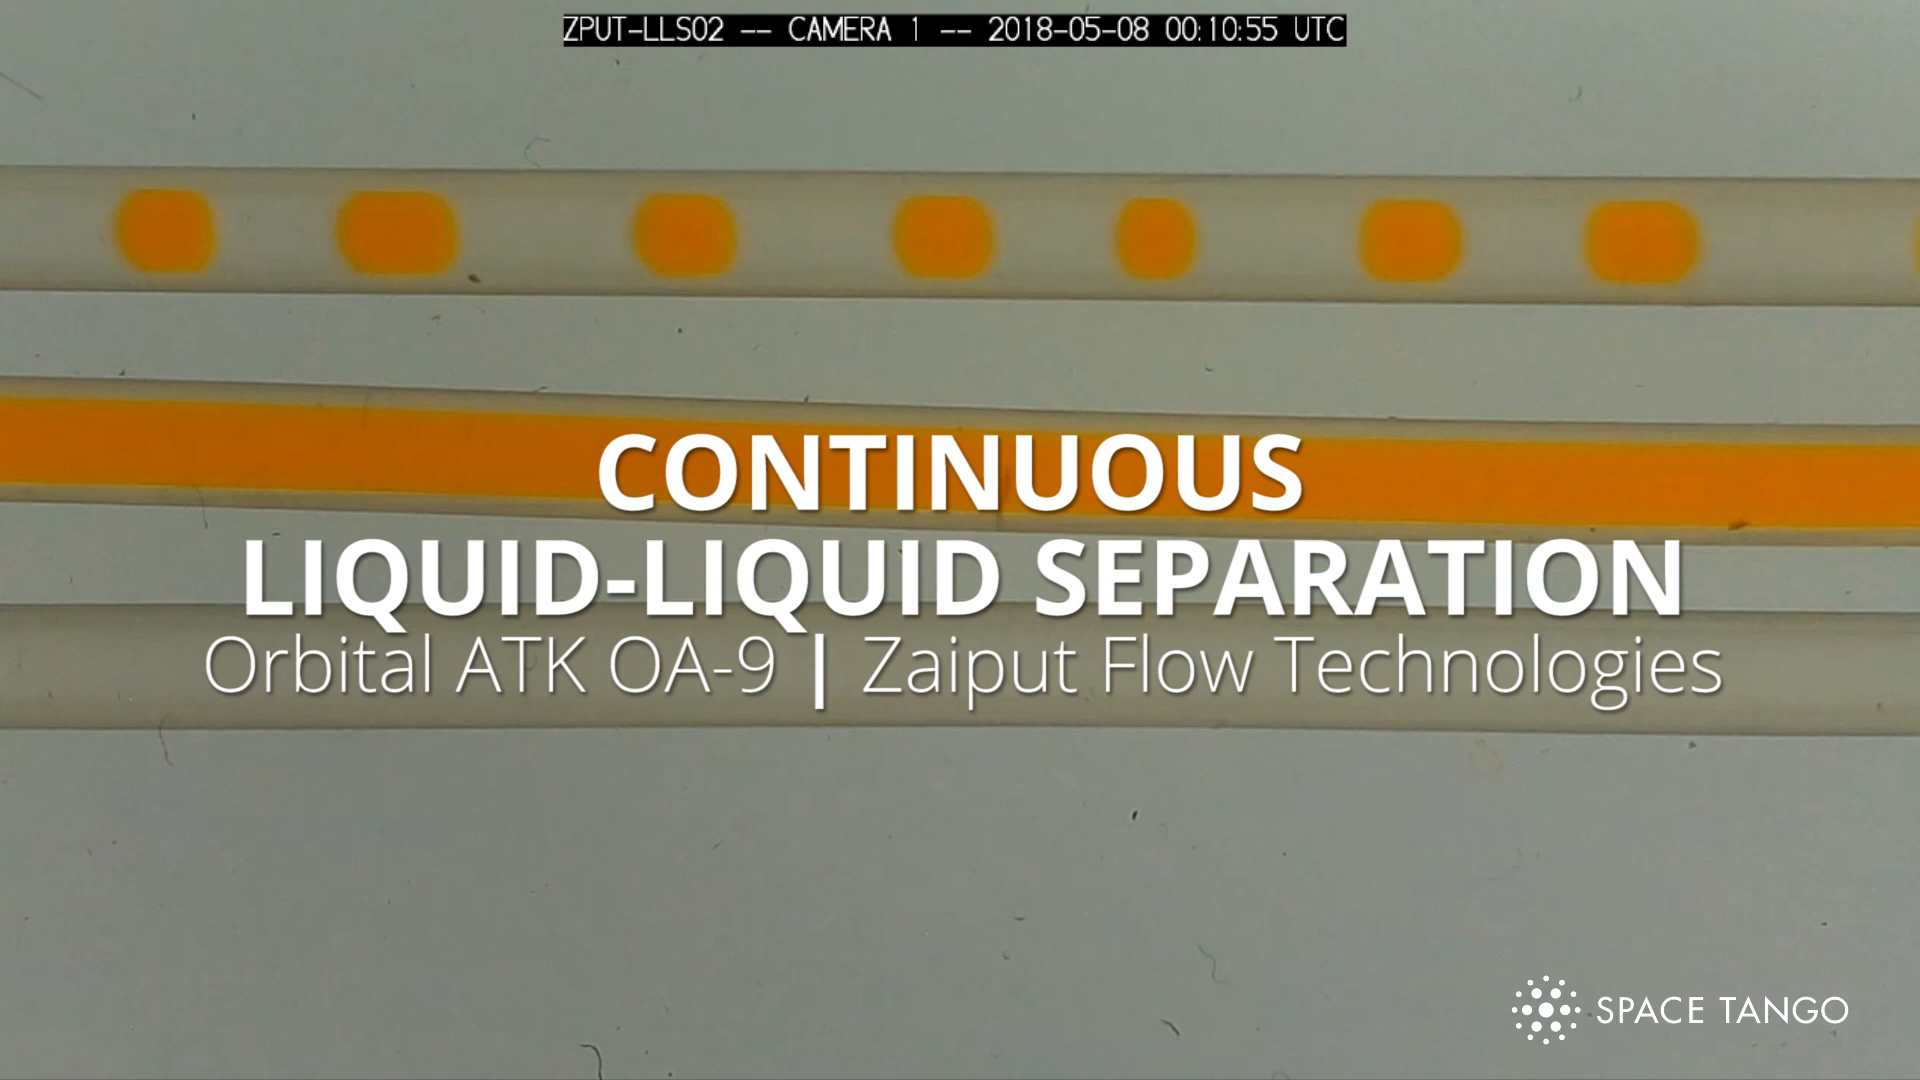 ZPUT-LLS02 -- CAMERA 1 -- 2018-05-08 00:10:55 UTC
CONTINUOUS
LIQUID-LIQUID SEPARATION
Orbital ATK OA-9 | Zaiput Flow Technologies
SPACE TANGO